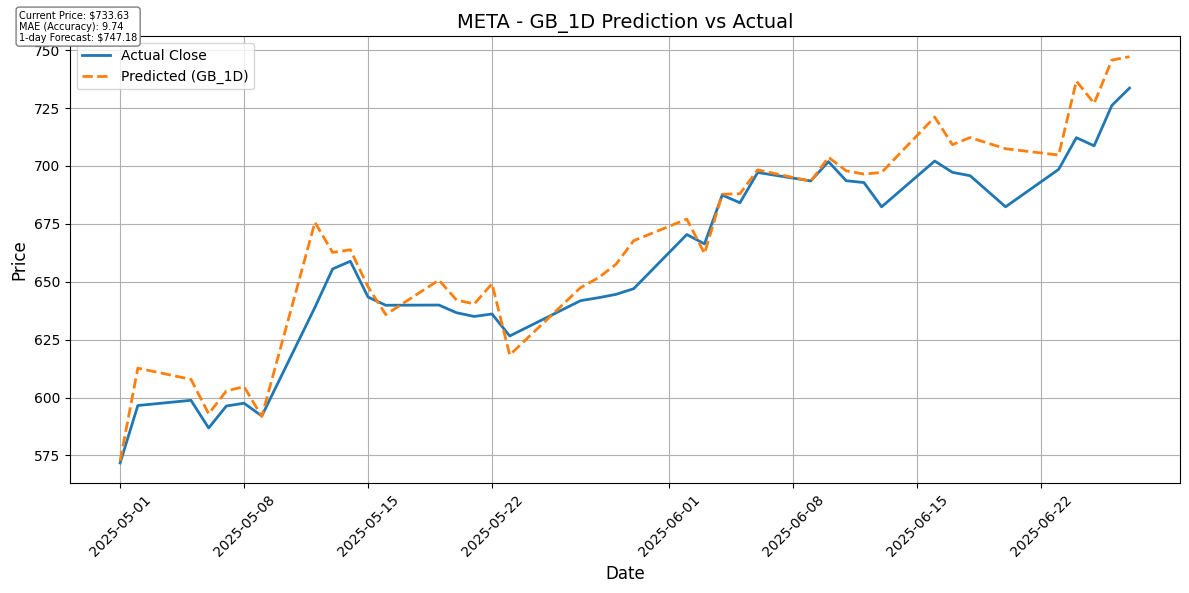 META - GB_1D Prediction vs Actual
Current Price: $733.63
MAE (Accuracy): 9.74
1-day Forecast: $747.18
Actual Close
Predicted (GB_1D)
Price
750
725
700
675
650
625
600
575
2025-05-01
2025-05-08
2025-05-15
2025-05-22
2025-06-01
2025-06-08
2025-06-15
2025-06-22
Date